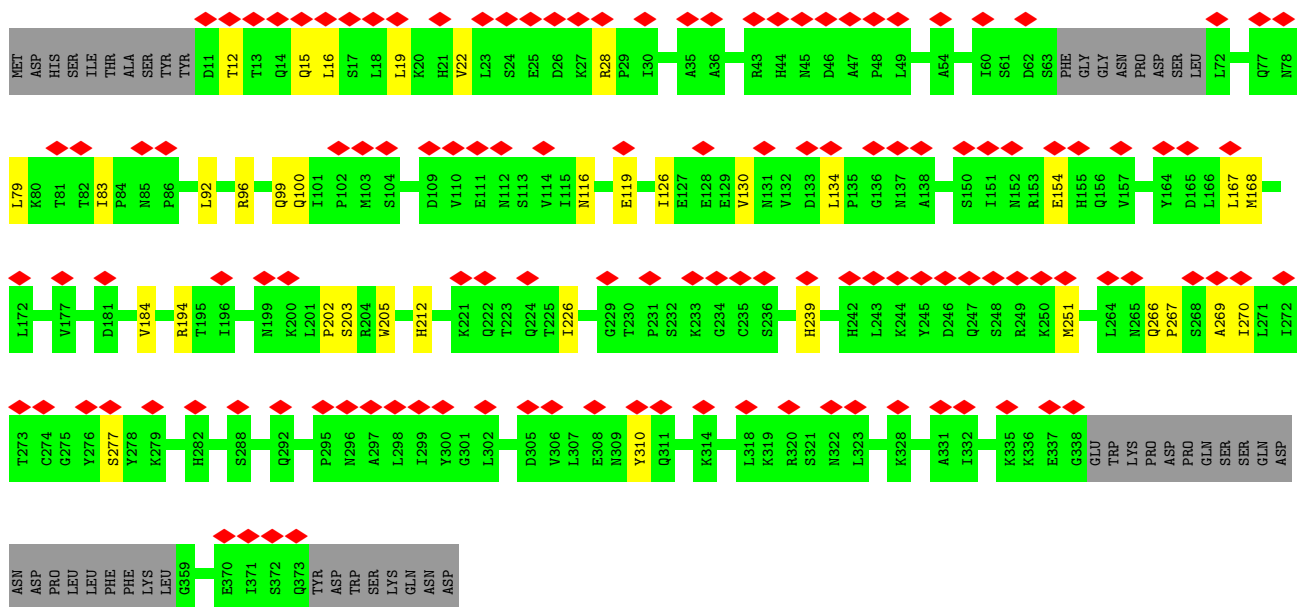 MET ASP HIS SER ILE THR ALA SER TYR TYR D11 T12 T13 Q14 Q15 L16 S17 L18 L19 K20 H21 V22 L23 S24 E25 D26 K27 R28 P29 I30 A35 A36 R43 H44 N45 D46 A47 P48 L49 A54 I60 S61 D62 S63 PHE GLY GLY ASN PRO ASP SER LEU L72 Q77 N78
L79 K80 T81 T82 I83 P84 N85 P86 L92 R96 Q99 Q100 I101 P102 M103 S104 D109 V110 E111 N112 S113 V114 I115 N116 E119 I126 E127 E128 E129 V130 N131 V132 D133 L134 P135 G136 N137 A138 S150 I151 N152 R153 E154 H155 Q156 V157 Y164 D165 L166 L167 M168
L172 V177 D181 V184 R194 T195 I196 N199 K200 L201 P202 S203 R204 W205 H212 K221 Q222 T223 Q224 T225 I226 G229 T230 P231 S232 K233 G234 C235 S236 H239 H242 L243 K244 Y245 D246 Q247 S248 R249 K250 M251 L264 N265 Q266 P267 S268 A269 I270 L271 I272
T273 C274 G275 Y276 S277 Y278 K279 H282 S288 Q292 P295 N296 A297 L298 I299 Y300 G301 L302 D305 V306 L307 E308 N309 Y310 Q311 K314 L318 K319 R320 S321 N322 L323 K328 A331 I332 K335 K336 E337 G338 GLU TRP LYS PRO ASP PRO GLN SER SER GLN ASP
ASN ASP PRO LEU LEU PHE PHE LYS LEU G359 E370 I371 S372 Q373 TYR ASP TRP SER LYS GLN ASN ASP